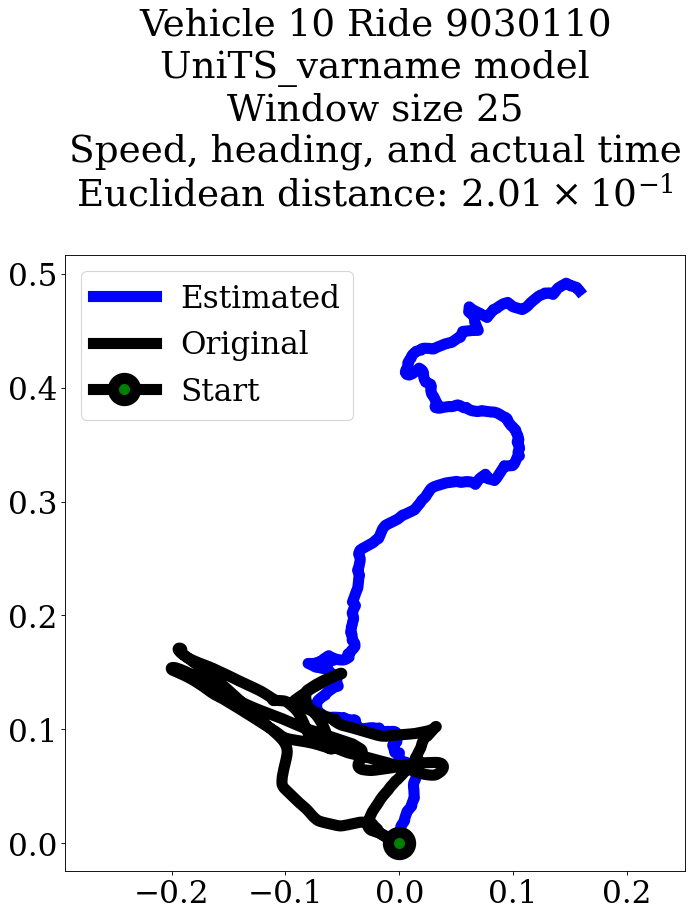 Vehicle 10 Ride 9030110
UniTS_varname model
Window size 25
Speed, heading, and actual time
Euclidean distance: 2.01 × 10⁻¹
0.5
0.4
0.3
0.2
0.1
0.0
Estimated
Original
Start
−0.2 −0.1 0.0 0.1 0.2